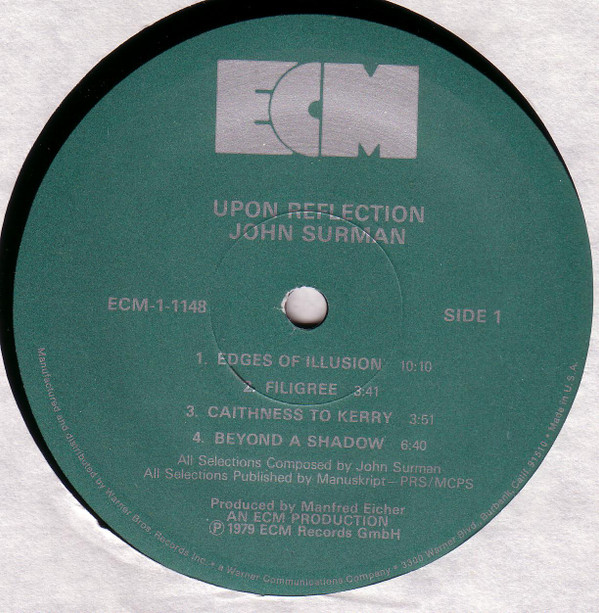 ECM
UPON REFLECTION
JOHN SURMAN
ECM-1-1148
SIDE 1
1. EDGES OF ILLUSION 10:10
2. FILIGREE 3:41
3. CAITHNESS TO KERRY 3:51
4. BEYOND A SHADOW 6:40
All Selections Composed by John Surman
All Selections Published by Manuskript—PRS/MCPS
Produced by Manfred Eicher
AN ECM PRODUCTION
Ⓟ 1979 ECM Records GmbH
Manufactured and distributed by Warner Bros. Records Inc. • a Warner Communications Company • 3300 Warner Blvd., Burbank, Calif. 91510 • Made in U.S.A.